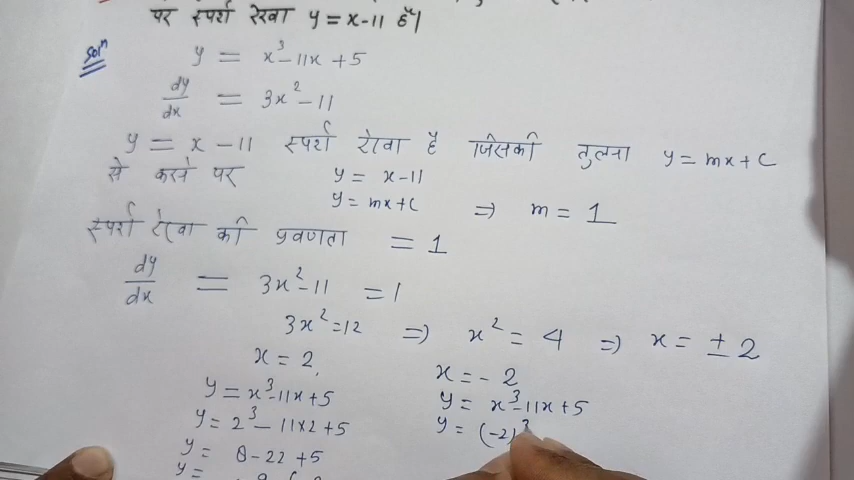 पर स्पर्श रेखा y = x-11 है।
Solⁿ y = x³-11x+5
dy/dx = 3x²-11
y = x-11 स्पर्श रेखा है जिसकी तुलना y = mx+c
से करने पर y = x-11
y = mx+c ⇒ m = 1
स्पर्श रेखा की प्रवणता = 1
dy/dx = 3x²-11 = 1
3x²=12 ⇒ x² = 4 ⇒ x = ±2
x = 2,
y = x³-11x+5
y = 2³-11×2+5
y = 8-22+5
y =
x = -2
y = x³-11x+5
y = (-2)³